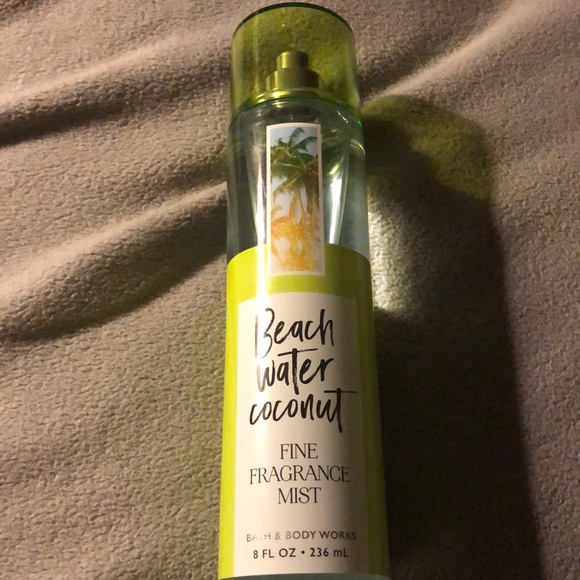 Beach
water
coconut
FINE
FRAGRANCE
MIST
BATH & BODY WORKS
8 FL OZ • 236 mL